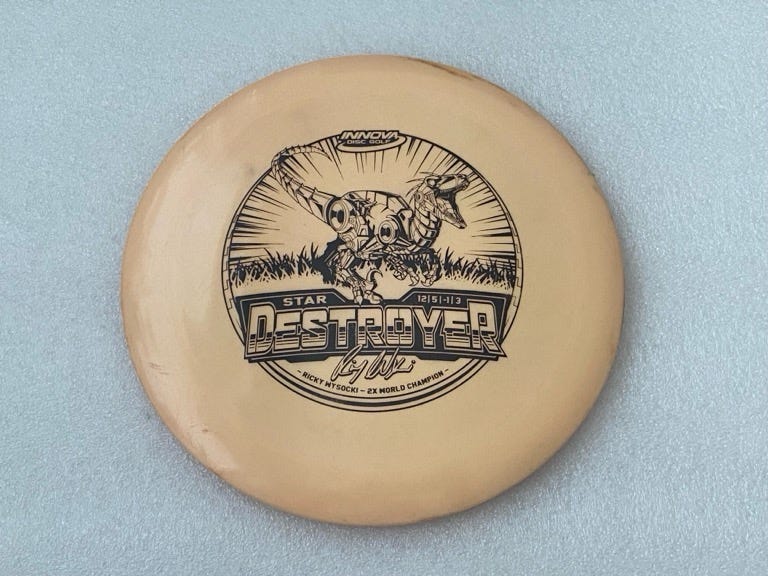 INNOVA
DISC GOLF
STAR 12|5|-1|3
DESTROYER
- RICKY WYSOCKI - 2X WORLD CHAMPION -